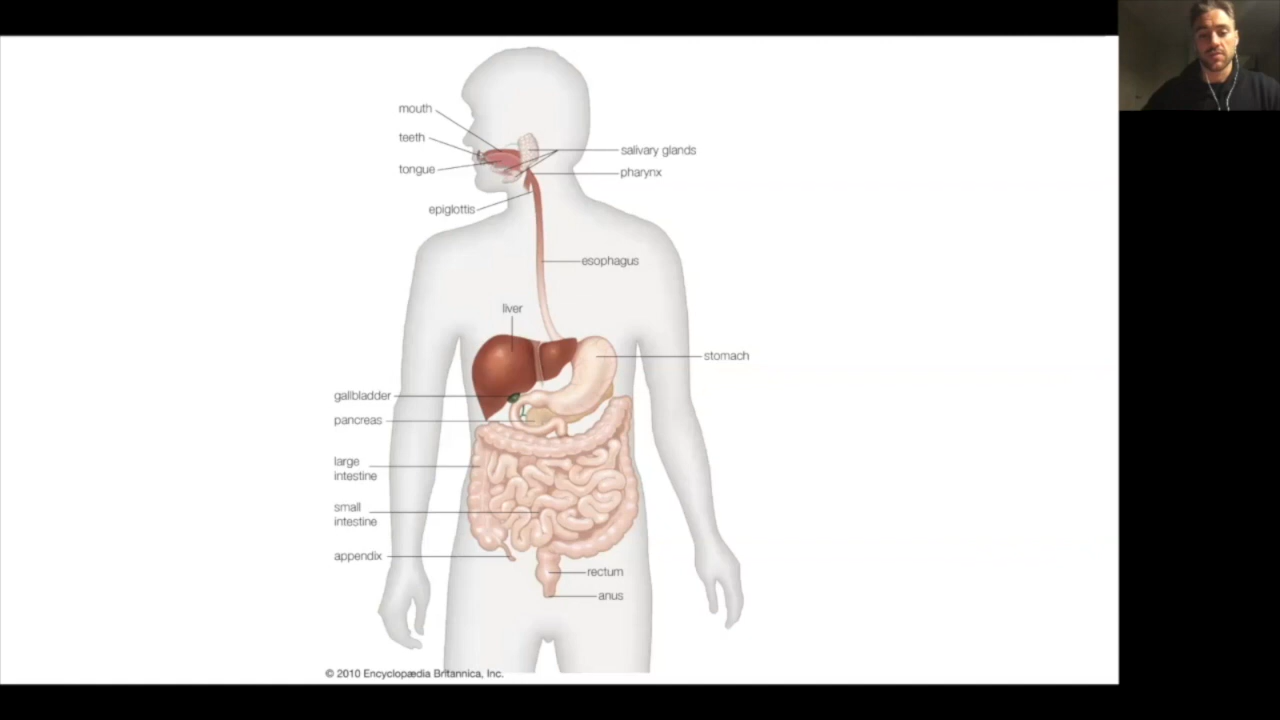 mouth
teeth
tongue
salivary glands
pharynx
epiglottis
esophagus
liver
stomach
gallbladder
pancreas
large
intestine
small
intestine
appendix
rectum
anus
© 2010 Encyclopædia Britannica, Inc.